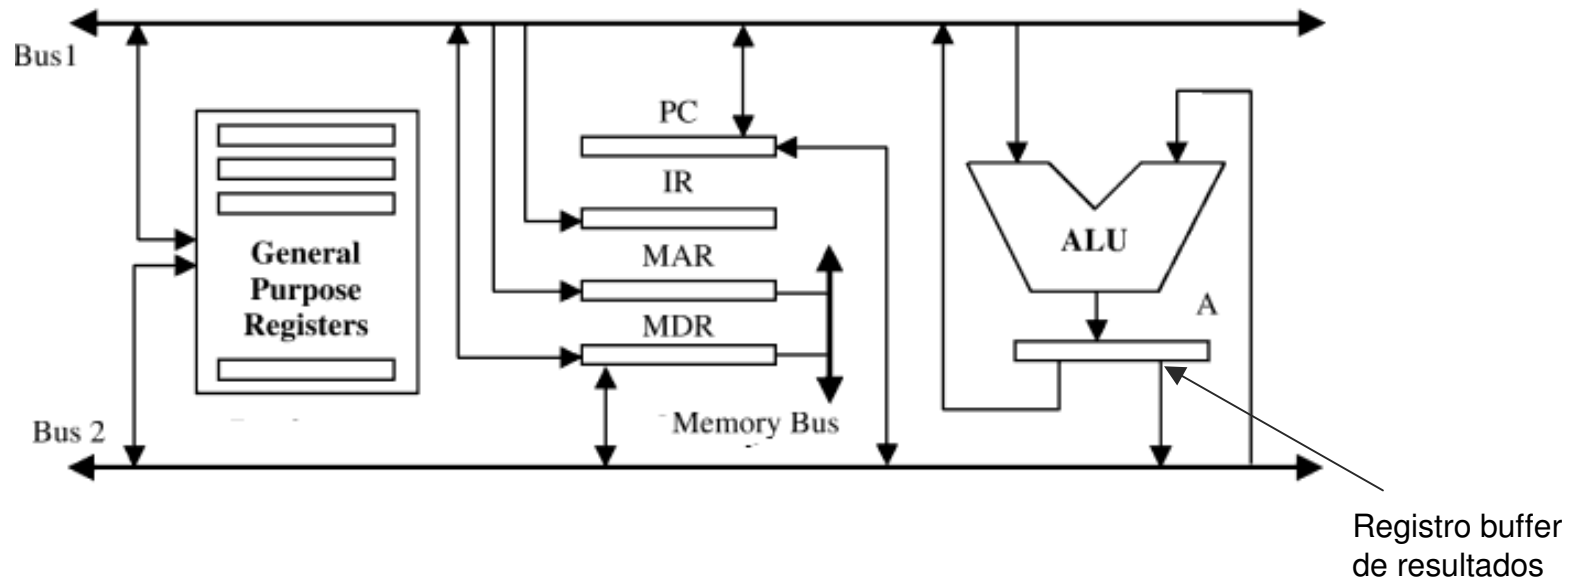 Bus1
PC
IR
MAR
MDR
General
Purpose
Registers
ALU
A
Memory Bus
Bus 2
Registro buffer
de resultados